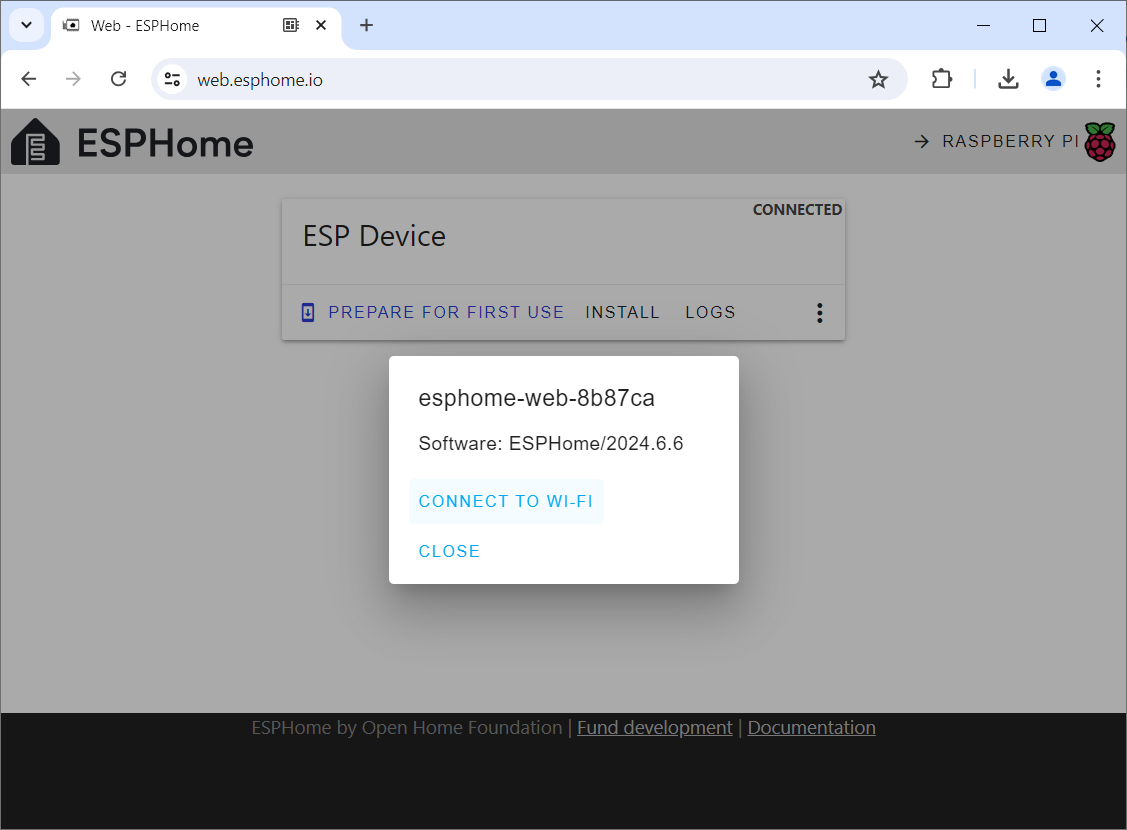 Web - ESPHome
web.esphome.io
ESPHome
RASPBERRY PI
CONNECTED
ESP Device
PREPARE FOR FIRST USE INSTALL LOGS
esphome-web-8b87ca
Software: ESPHome/2024.6.6
CONNECT TO WI-FI
CLOSE
ESPHome by Open Home Foundation | Fund development | Documentation